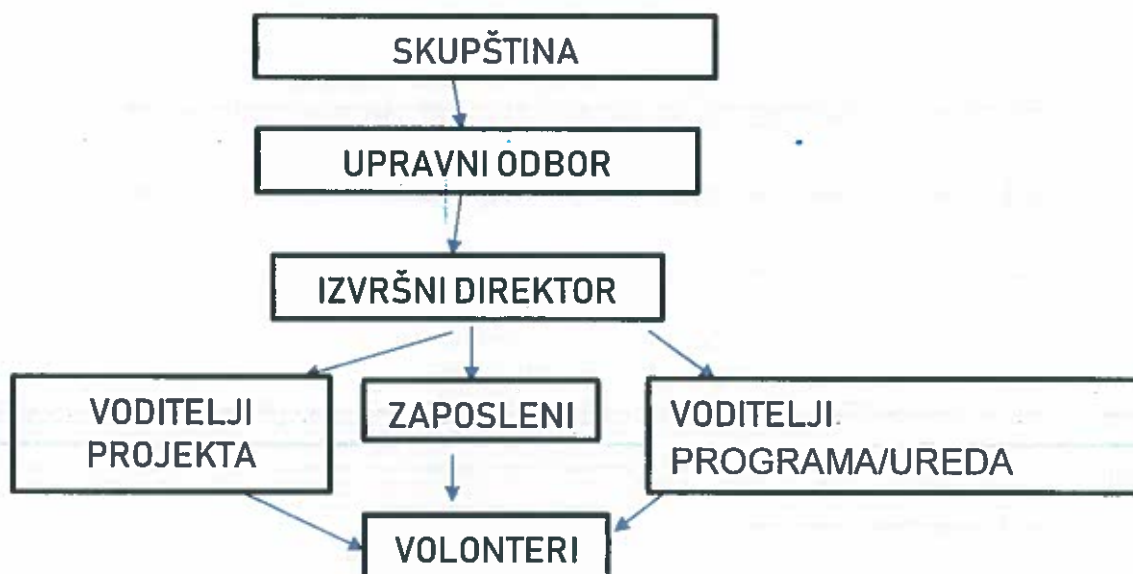 SKUPŠTINA
UPRAVNI ODBOR
IZVRŠNI DIREKTOR
VODITELJI
PROJEKTA
ZAPOSLENI
VODITELJI
PROGRAMA/UREDA
VOLONTERI